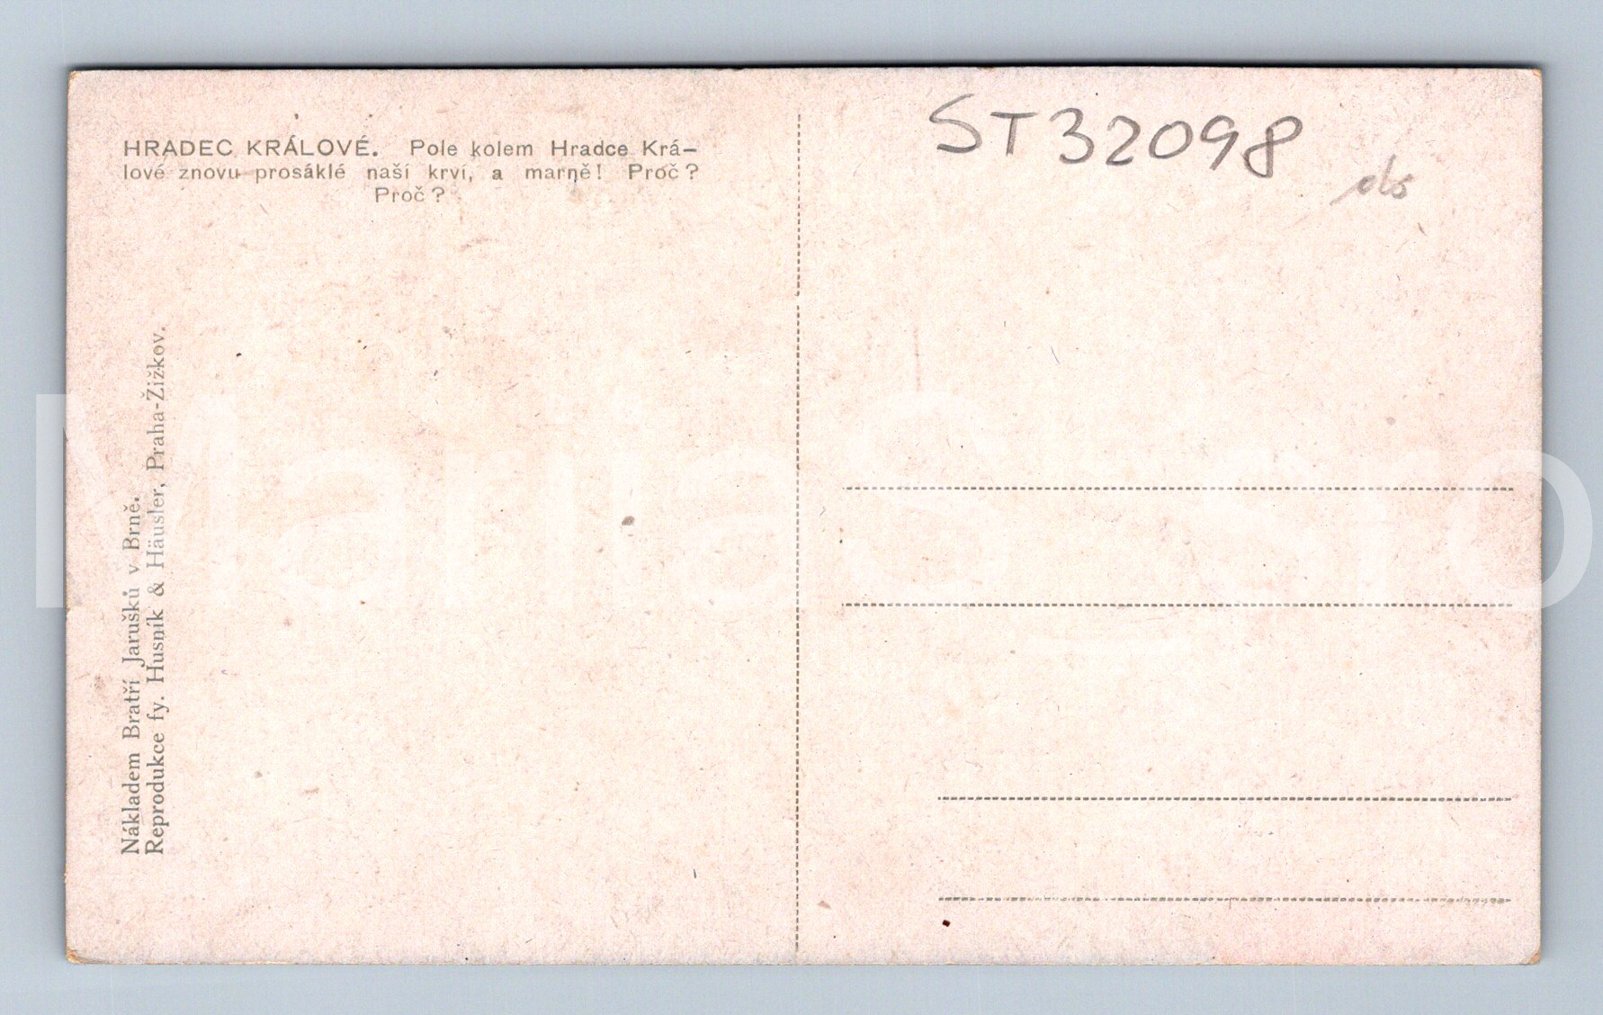 HRADEC KRÁLOVÉ. Pole kolem Hradce Krá–
lové znovu prosáklé naší krví, a marně! Proč?
Proč?
ST32098
Nákladem Bratří Jarušků v Brně.
Reprodukce fy. Husník & Häusler, Praha-Žižkov.